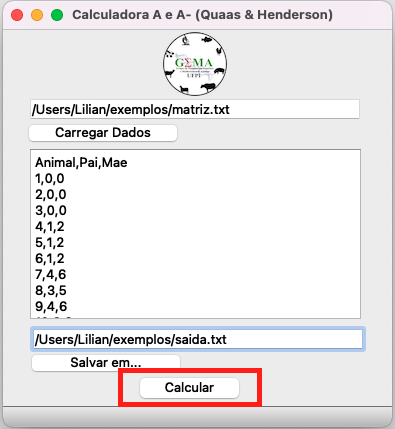 Calculadora A e A- (Quaas & Henderson)
GEMA
UFPI
/Users/Lilian/exemplos/matriz.txt
Carregar Dados
Animal,Pai,Mae
1,0,0
2,0,0
3,0,0
4,1,2
5,1,2
6,1,2
7,4,6
8,3,5
9,4,6
/Users/Lilian/exemplos/saida.txt
Salvar em...
Calcular